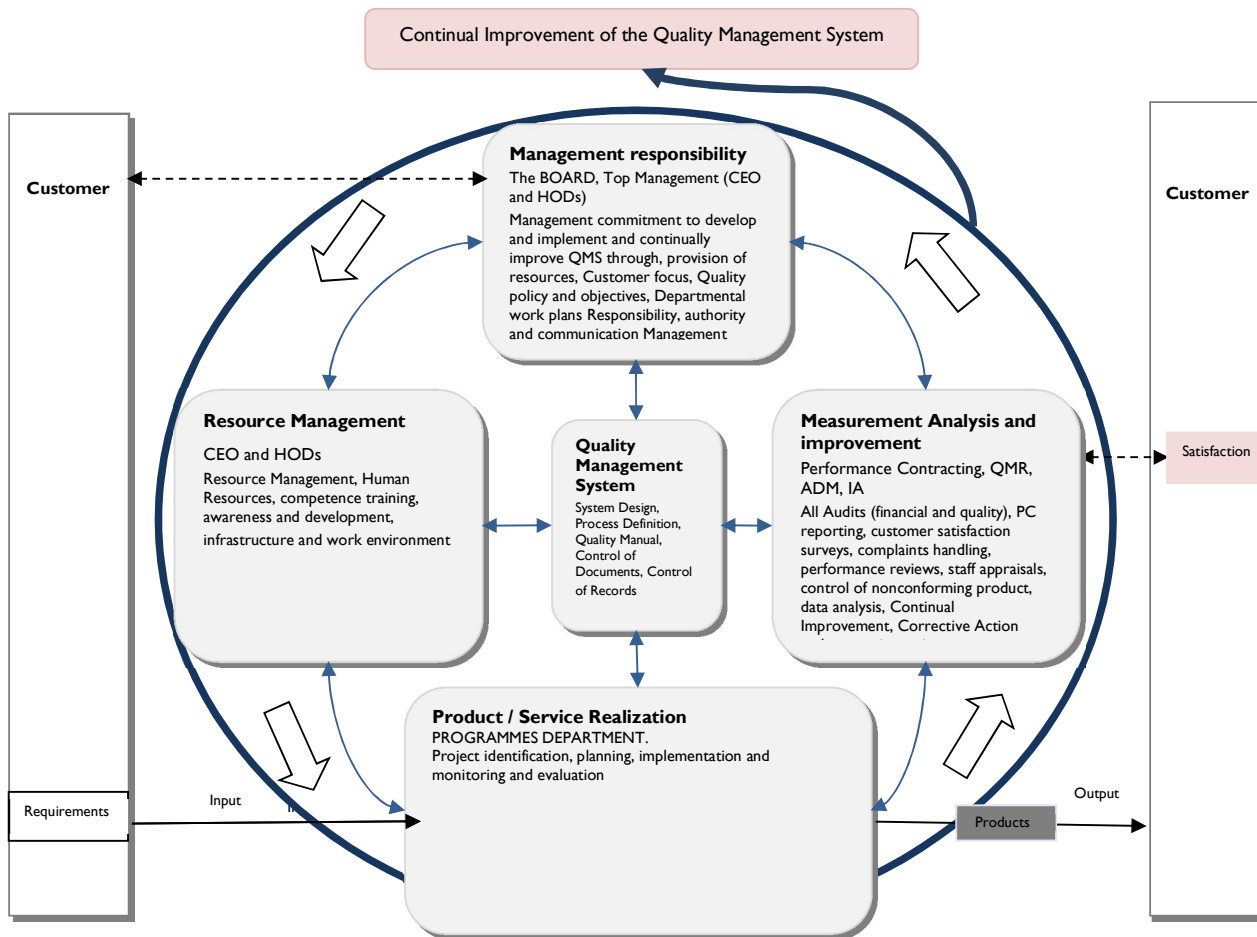 Continual Improvement of the Quality Management System
Customer
Management responsibility
The BOARD, Top Management (CEO
and HODs)
Management commitment to develop
and implement and continually
improve QMS through, provision of
resources, Customer focus, Quality
policy and objectives, Departmental
work plans Responsibility, authority
and communication Management
Customer
Resource Management
CEO and HODs
Resource Management, Human
Resources, competence training,
awareness and development,
infrastructure and work environment
Quality
Management
System
System Design,
Process Definition,
Quality Manual,
Control of
Documents, Control
of Records
Measurement Analysis and
improvement
Performance Contracting, QMR,
ADM, IA
All Audits (financial and quality), PC
reporting, customer satisfaction
surveys, complaints handling,
performance reviews, staff appraisals,
control of nonconforming product,
data analysis, Continual
Improvement, Corrective Action
Satisfaction
Product / Service Realization
PROGRAMMES DEPARTMENT.
Project identification, planning, implementation and
monitoring and evaluation
Requirements
Input
Products
Output